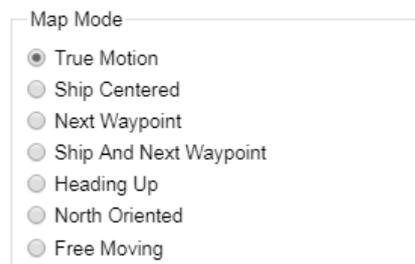 Map Mode
True Motion
Ship Centered
Next Waypoint
Ship And Next Waypoint
Heading Up
North Oriented
Free Moving